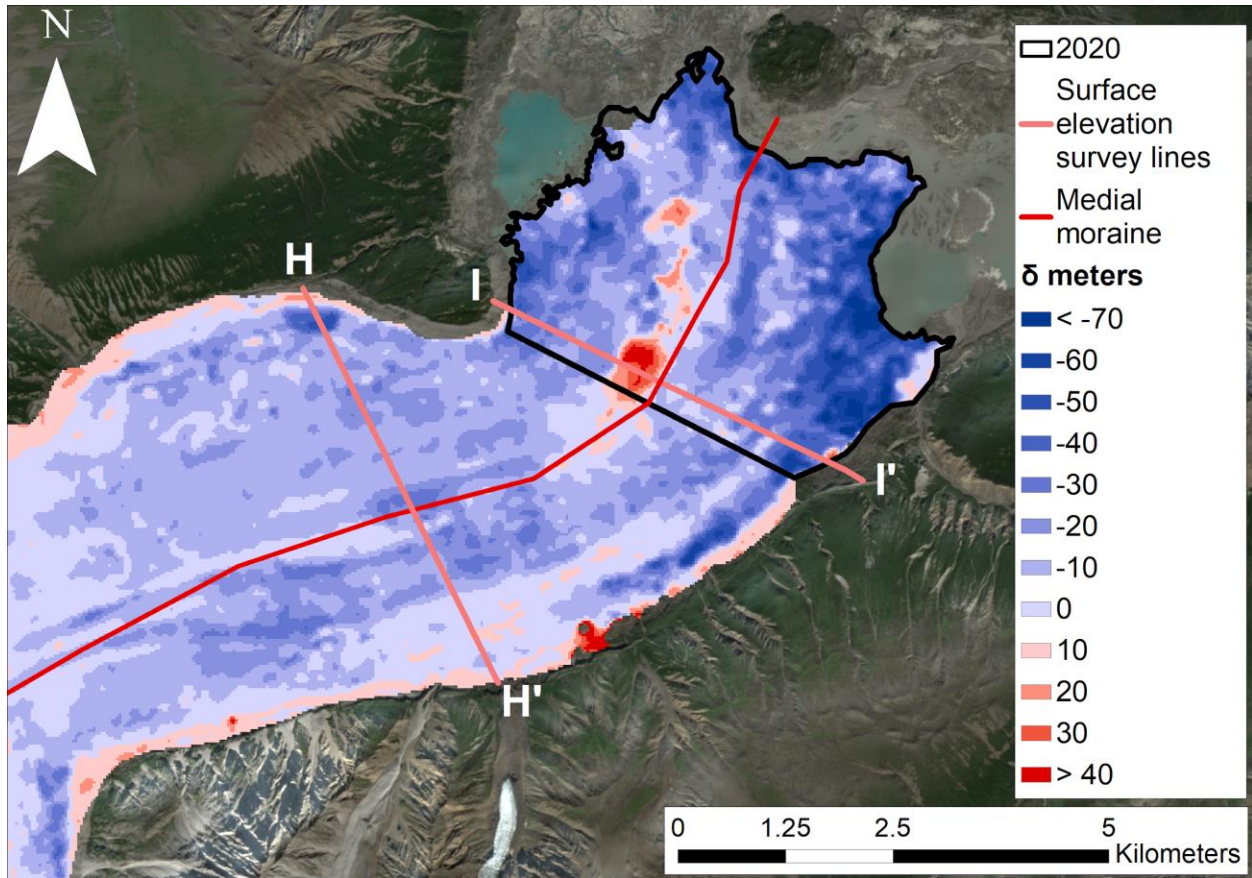 N
2020
Surface
elevation
survey lines
Medial
moraine
δ meters
< -70
-60
-50
-40
-30
-20
-10
0
10
20
30
> 40
H
I
I'
H'
0 1.25 2.5 5
Kilometers